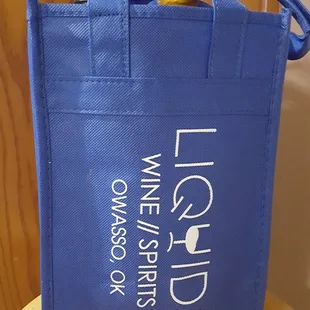 LIQUID
WINE // SPIRITS
OWASSO, OK